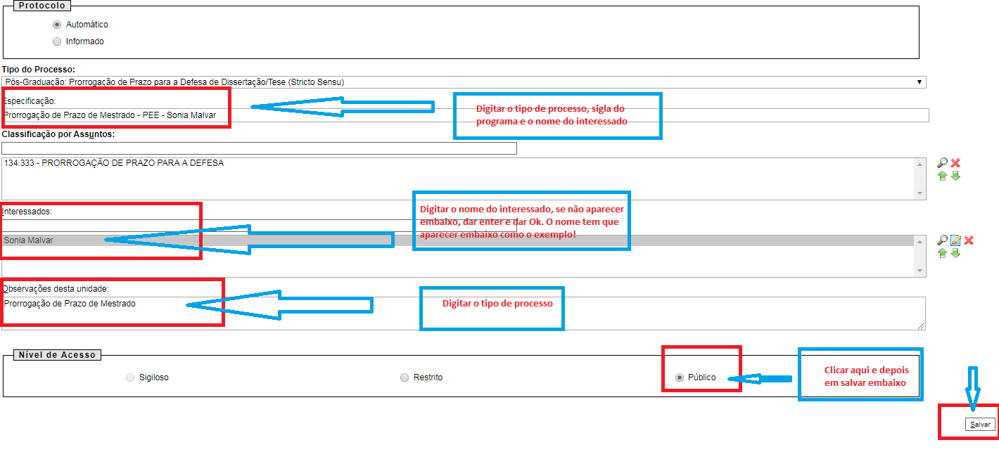 Protocolo
Automático
Informado
Tipo do Processo:
Pós-Graduação: Prorrogação de Prazo para a Defesa de Dissertação/Tese (Stricto Sensu)
Especificação:
Prorrogação de Prazo de Mestrado - PEE - Sonia Malvar
Digitar o tipo de processo, sigla do
programa e o nome do interessado
Classificação por Assuntos:
134.333 - PRORROGAÇÃO DE PRAZO PARA A DEFESA
Interessados:
Digitar o nome do interessado, se não aparecer
embaixo, dar enter e dar Ok. O nome tem que
aparecer embaixo como o exemplo!
Sonia Malvar
Observações desta unidade:
Prorrogação de Prazo de Mestrado
Digitar o tipo de processo
Nível de Acesso
Sigiloso
Restrito
Público
Clicar aqui e depois
em salvar embaixo
Salvar